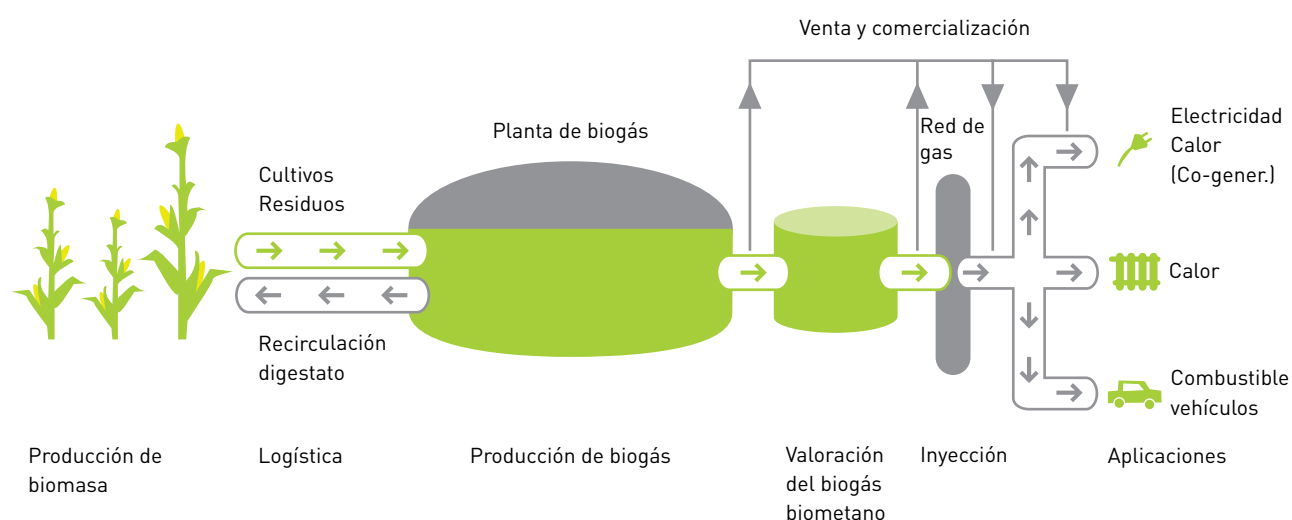 Venta y comercialización
Planta de biogás
Red de
gas
Electricidad
Calor
(Co-gener.)
Cultivos
Residuos
Calor
Recirculación
digestato
Combustible
vehículos
Producción de
biomasa
Logística
Producción de biogás
Valoración
del biogás
biometano
Inyección
Aplicaciones